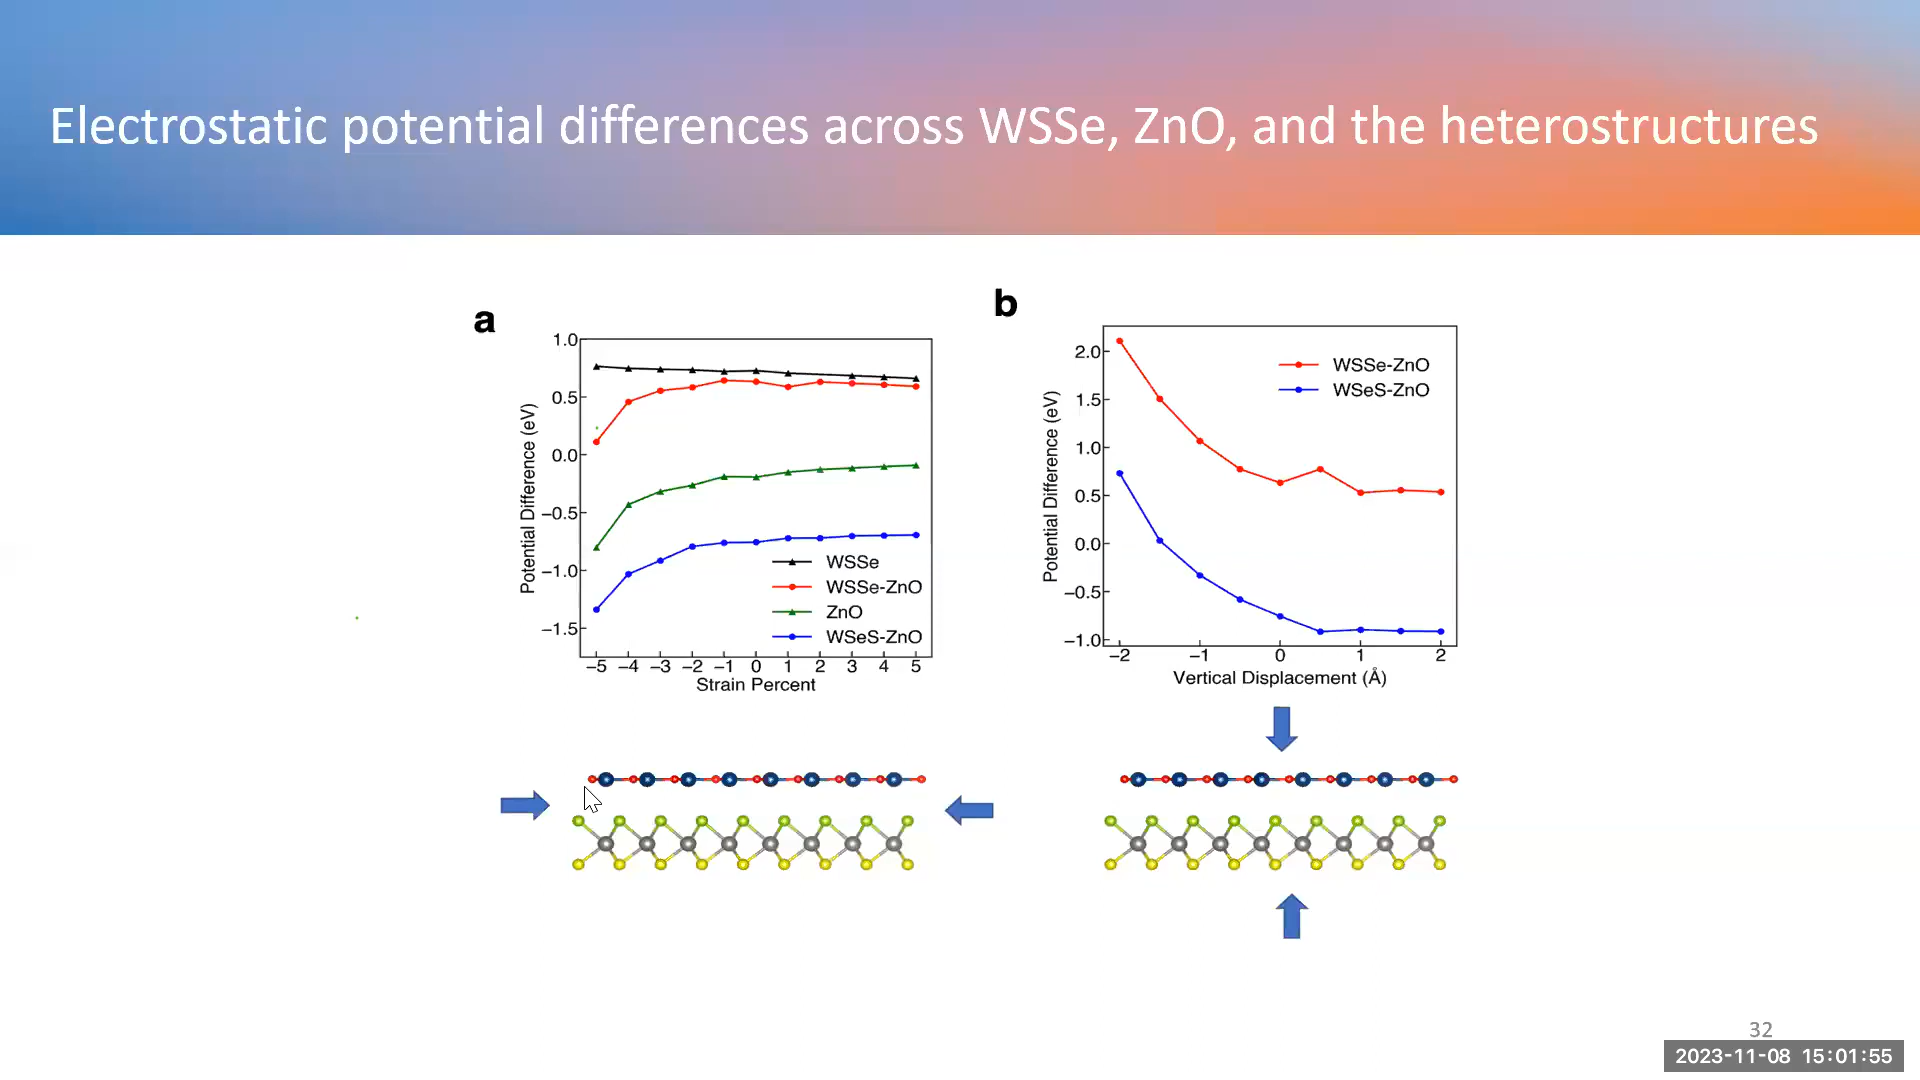 Electrostatic potential differences across WSSe, ZnO, and the heterostructures
a
1.0
0.5
0.0
−0.5
−1.0
−1.5
Potential Difference (eV)
WSSe
WSSe-ZnO
ZnO
WSeS-ZnO
−5 −4 −3 −2 −1 0 1 2 3 4 5
Strain Percent
b
2.0
1.5
1.0
0.5
0.0
−0.5
−1.0
Potential Difference (eV)
WSSe-ZnO
WSeS-ZnO
−2 −1 0 1 2
Vertical Displacement (Å)
32
2023-11-08 15:01:55